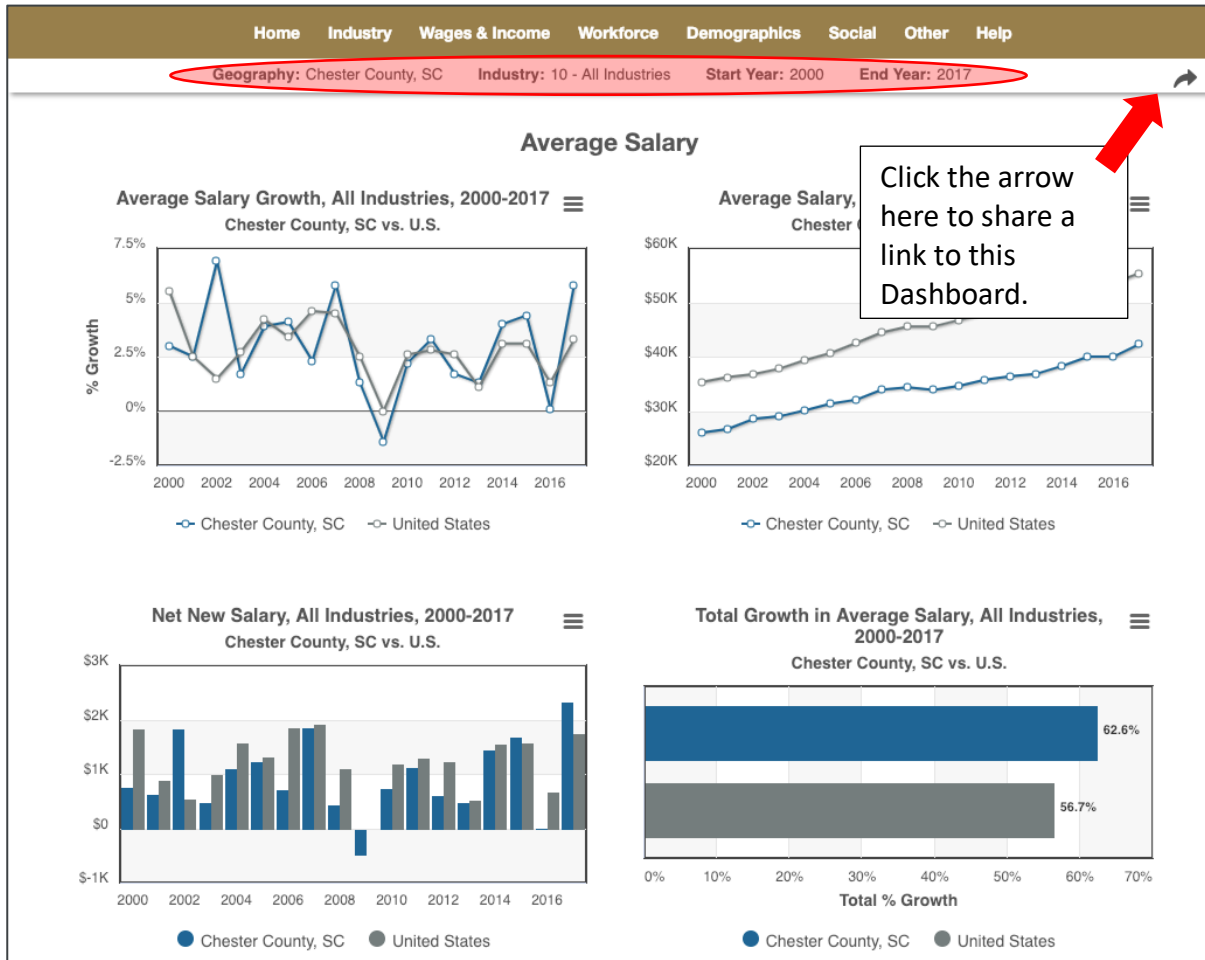 Home Industry Wages & Income Workforce Demographics Social Other Help
Geography: Chester County, SC Industry: 10 - All Industries Start Year: 2000 End Year: 2017
Average Salary
Average Salary Growth, All Industries, 2000-2017
Chester County, SC vs. U.S.
7.5%
5%
2.5%
0%
-2.5%
% Growth
2000 2002 2004 2006 2008 2010 2012 2014 2016
Chester County, SC United States
Average Salary,
Chester
Click the arrow
here to share a
link to this
Dashboard.
$60K
$50K
$40K
$30K
$20K
2000 2002 2004 2006 2008 2010 2012 2014 2016
Chester County, SC United States
Net New Salary, All Industries, 2000-2017
Chester County, SC vs. U.S.
$3K
$2K
$1K
$0
$-1K
2000 2002 2004 2006 2008 2010 2012 2014 2016
Chester County, SC United States
Total Growth in Average Salary, All Industries,
2000-2017
Chester County, SC vs. U.S.
62.6%
56.7%
0% 10% 20% 30% 40% 50% 60% 70%
Total % Growth
Chester County, SC United States